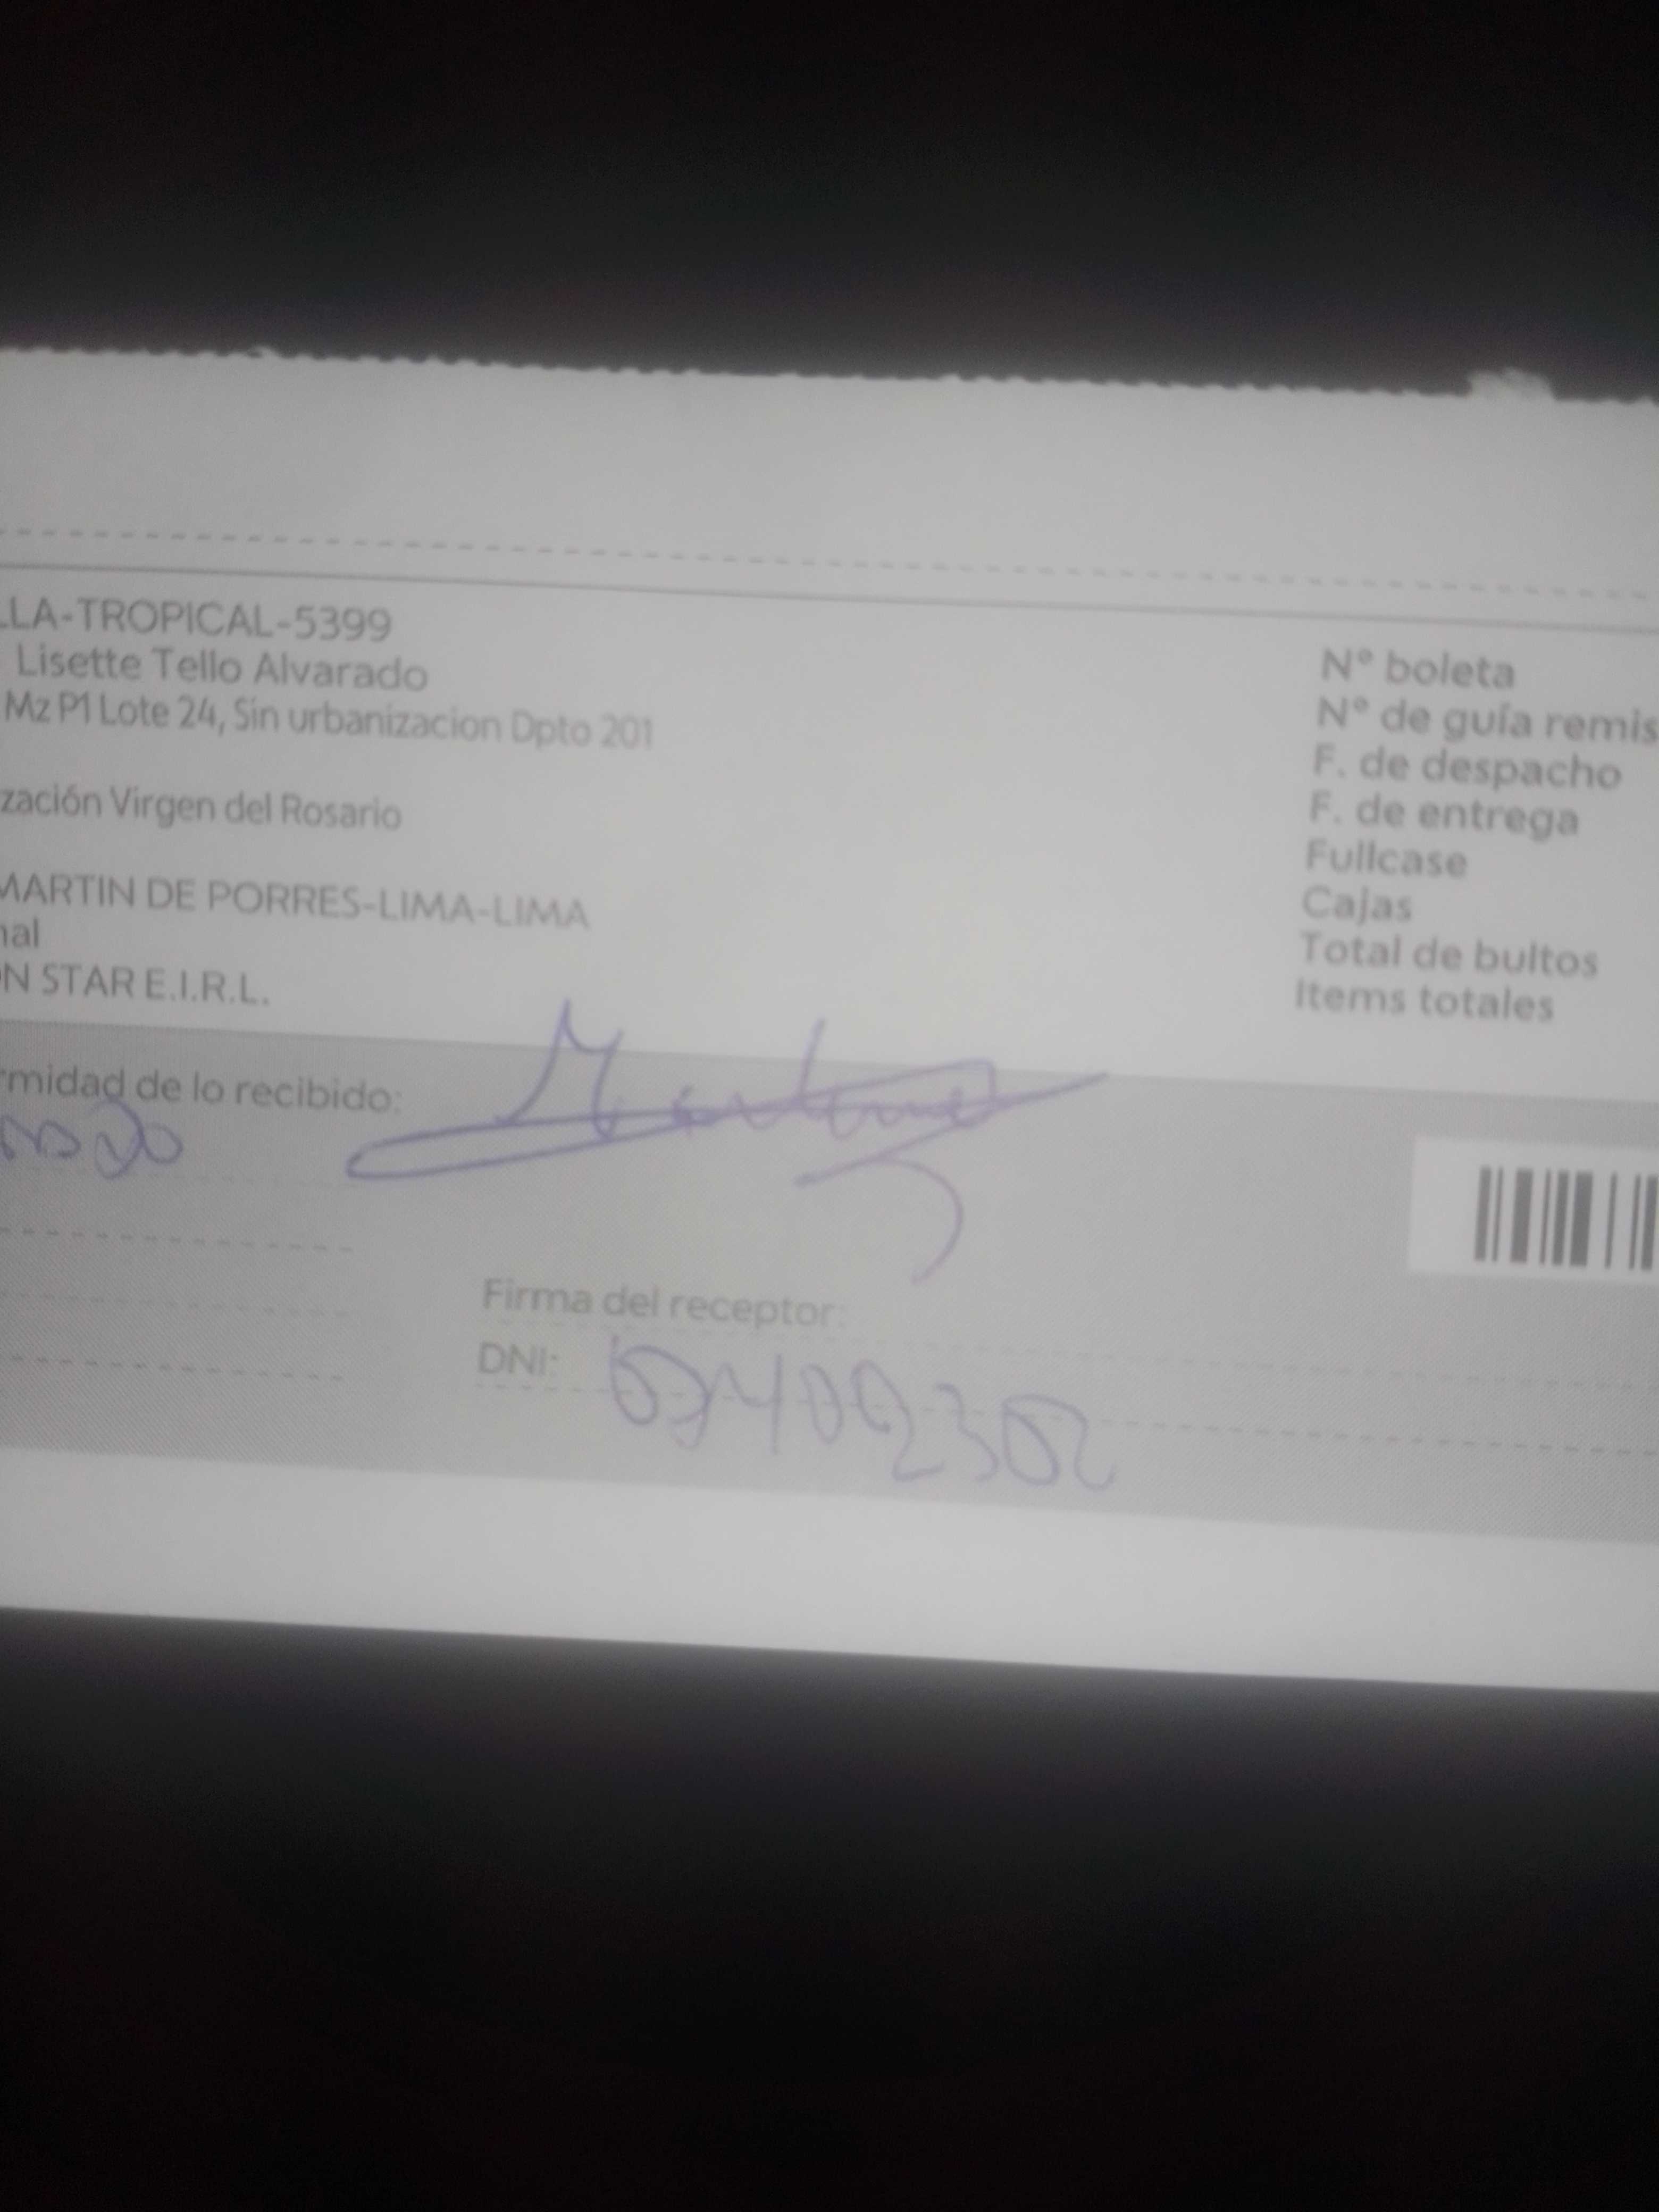 LLA-TROPICAL-5399
Lisette Tello Alvarado
Mz P1 Lote 24, Sin urbanizacion Dpto 201
zación Virgen del Rosario
MARTIN DE PORRES-LIMA-LIMA
nal
N STAR E.I.R.L.
Nº boleta
Nº de guía remis
F. de despacho
F. de entrega
Fullcase
Cajas
Total de bultos
Items totales
rmidad de lo recibido:
Firma del receptor:
DNI: